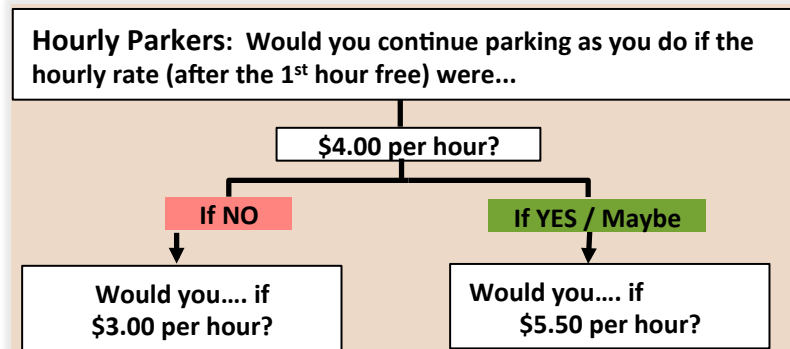 Hourly Parkers: Would you continue parking as you do if the
hourly rate (after the 1st hour free) were...
$4.00 per hour?
If NO
If YES / Maybe
Would you.... if
$3.00 per hour?
Would you.... if
$5.50 per hour?